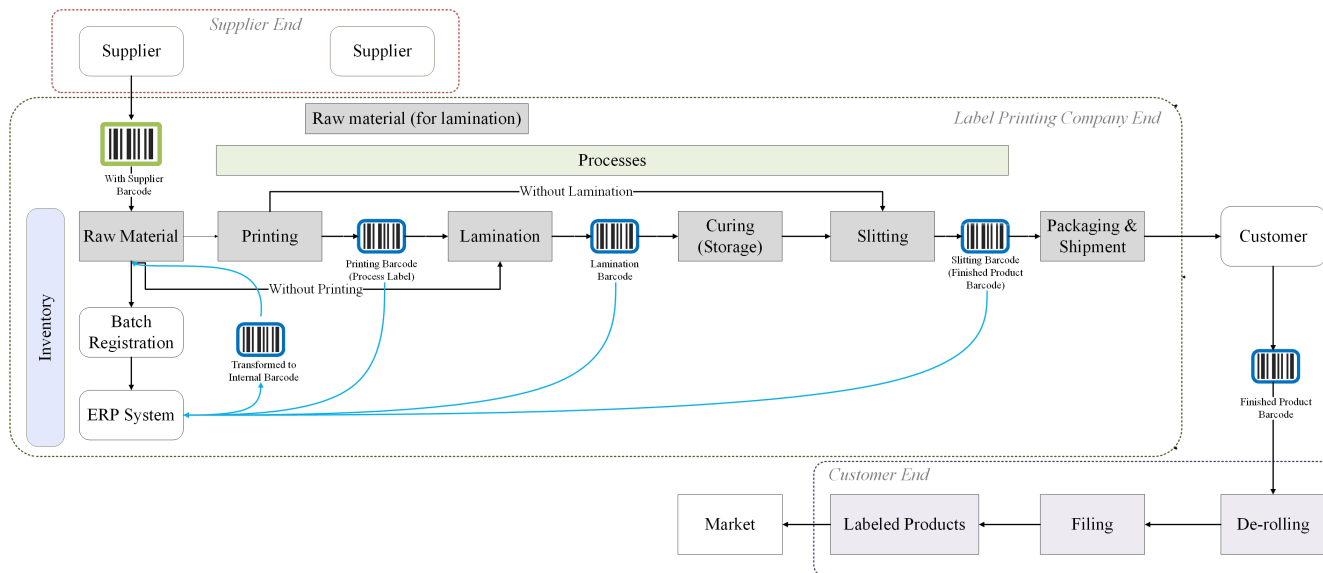 Supplier End
Supplier
Supplier
Raw material (for lamination)
Label Printing Company End
Processes
With Supplier
Barcode
Without Lamination
Inventory
Raw Material
Printing
Printing Barcode
(Process Label)
Lamination
Lamination
Barcode
Curing
(Storage)
Slitting
Slitting Barcode
(Finished Product
Barcode)
Packaging &
Shipment
Customer
Without Printing
Batch
Registration
Transformed to
Internal Barcode
ERP System
Finished Product
Barcode
Customer End
Market
Labeled Products
Filing
De-rolling